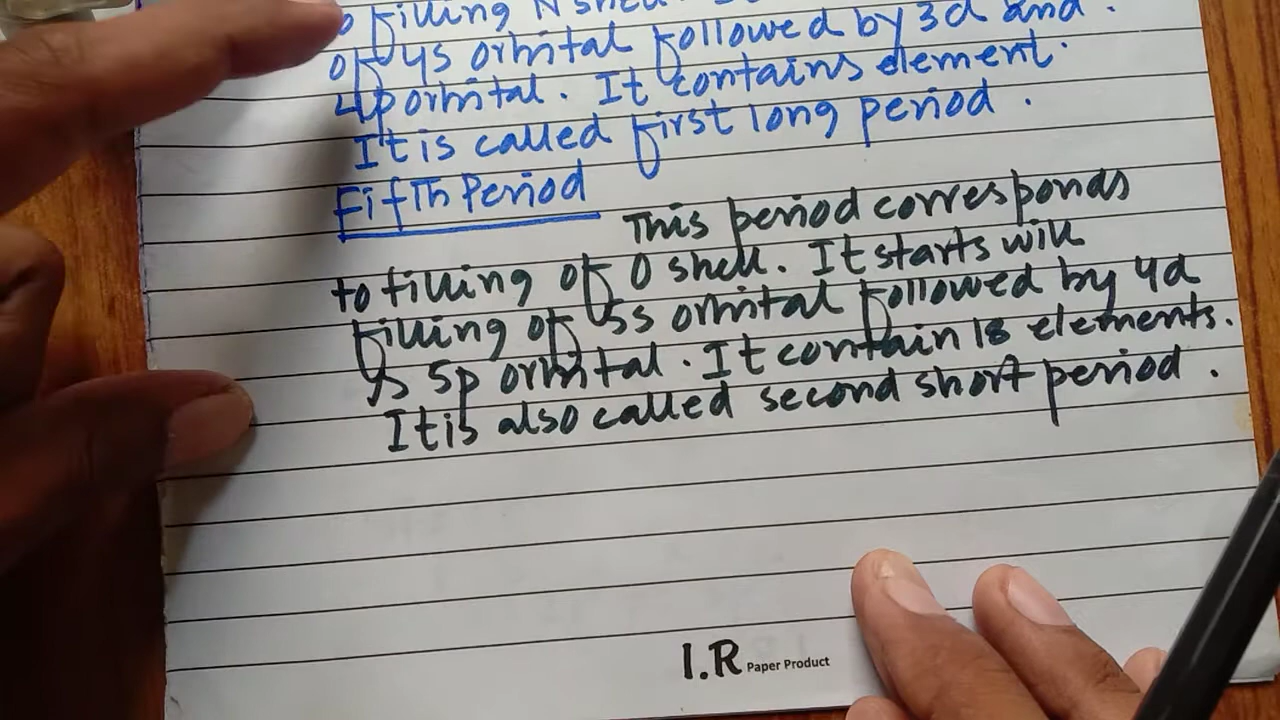 filling N shell.
of 4s orbital followed by 3d and .
4p orbital. It contains element.
It is called first long period .
Fifth Period
This period corresponds
to filling of O shell. It starts with
filling of 5s orbital followed by 4d
5p orbital. It contain 18 elements.
It is also called second short period .
I.R Paper Product